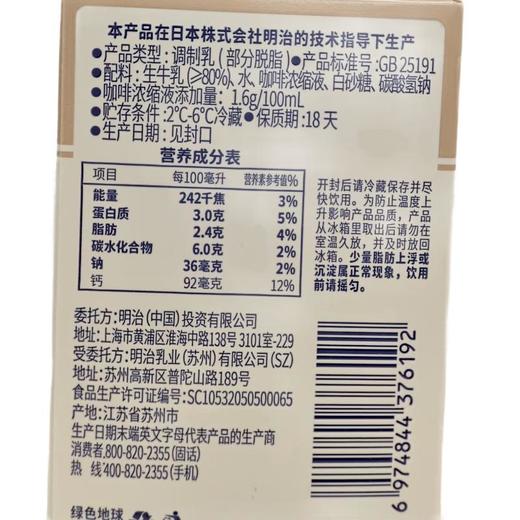 本产品在日本株式会社明治的技术指导下生产
●产品类型：调制乳（部分脱脂）●产品标准号：GB 25191
●配料：生牛乳（≥80%）、水、咖啡浓缩液、白砂糖、碳酸氢钠
●咖啡浓缩液添加量：1.6g/100mL
●贮存条件：2°C-6°C冷藏 ●保质期：18天
●生产日期：见封口
营养成分表
项目 每100毫升 营养素参考值%
能量 242千焦 3%
蛋白质 3.0克 5%
脂肪 2.4克 4%
碳水化合物 6.0克 2%
钠 36毫克 2%
钙 92毫克 12%
开封后请冷藏保存并尽
快饮用。为防止温度上
升影响产品品质，产品
从冰箱里取出后请勿在
室温久放，并及时放回
冰箱。少量脂肪上浮或
沉淀属正常现象，饮用
前请摇匀。
委托方：明治（中国）投资有限公司
地址：上海市黄浦区淮海中路138号 3101室-229
受委托方：明治乳业（苏州）有限公司（SZ）
地址：苏州高新区普陀山路189号
食品生产许可证编号：SC10532050500065
产地：江苏省苏州市
生产日期末端英文字母代表产品的生产商
消费者：800-820-2355（固话）
热 线：400-820-2355（手机）
绿色地球
6 974844 376192